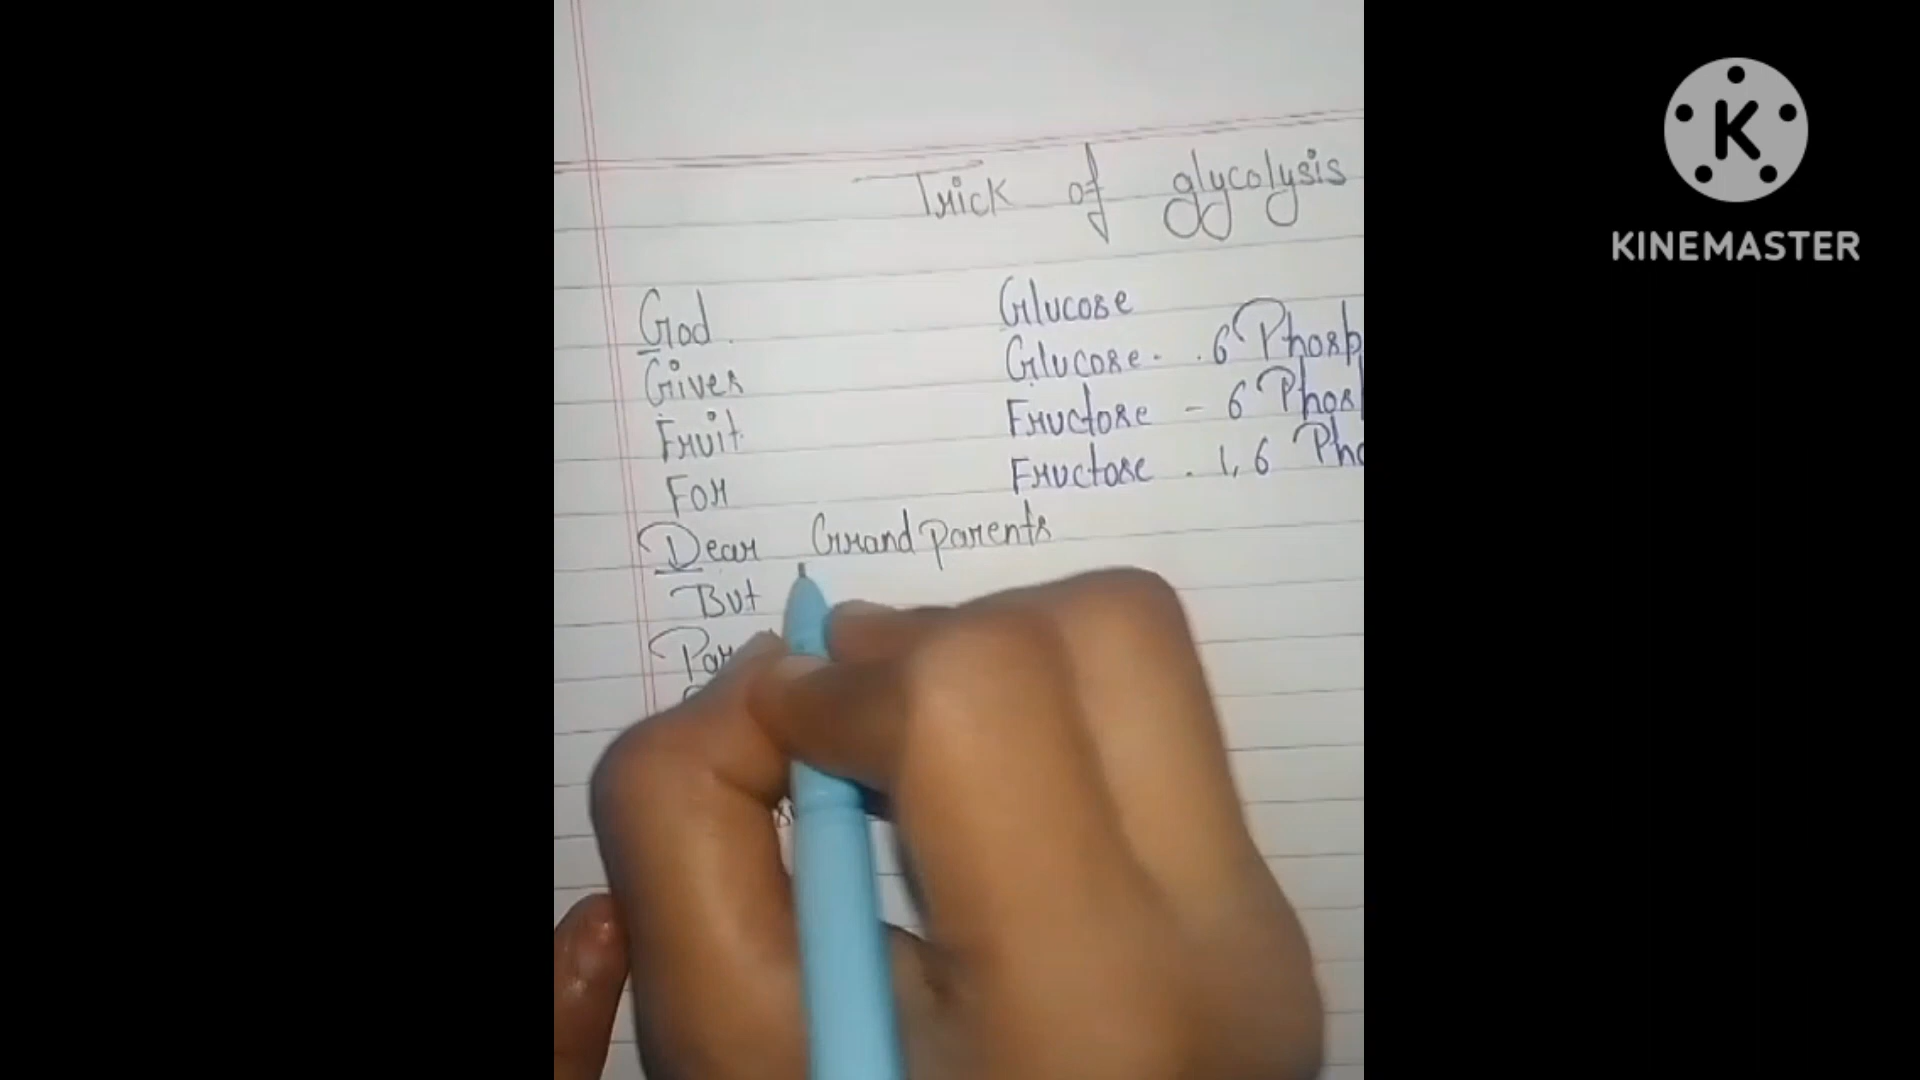 Trick of glycolysis
God. Glucose
Gives Glucose - . 6 Phosp
Fruit Fructose - 6 Phos
For Fructose . 1, 6 Pho
Dear Grand parents
But
K
KINEMASTER